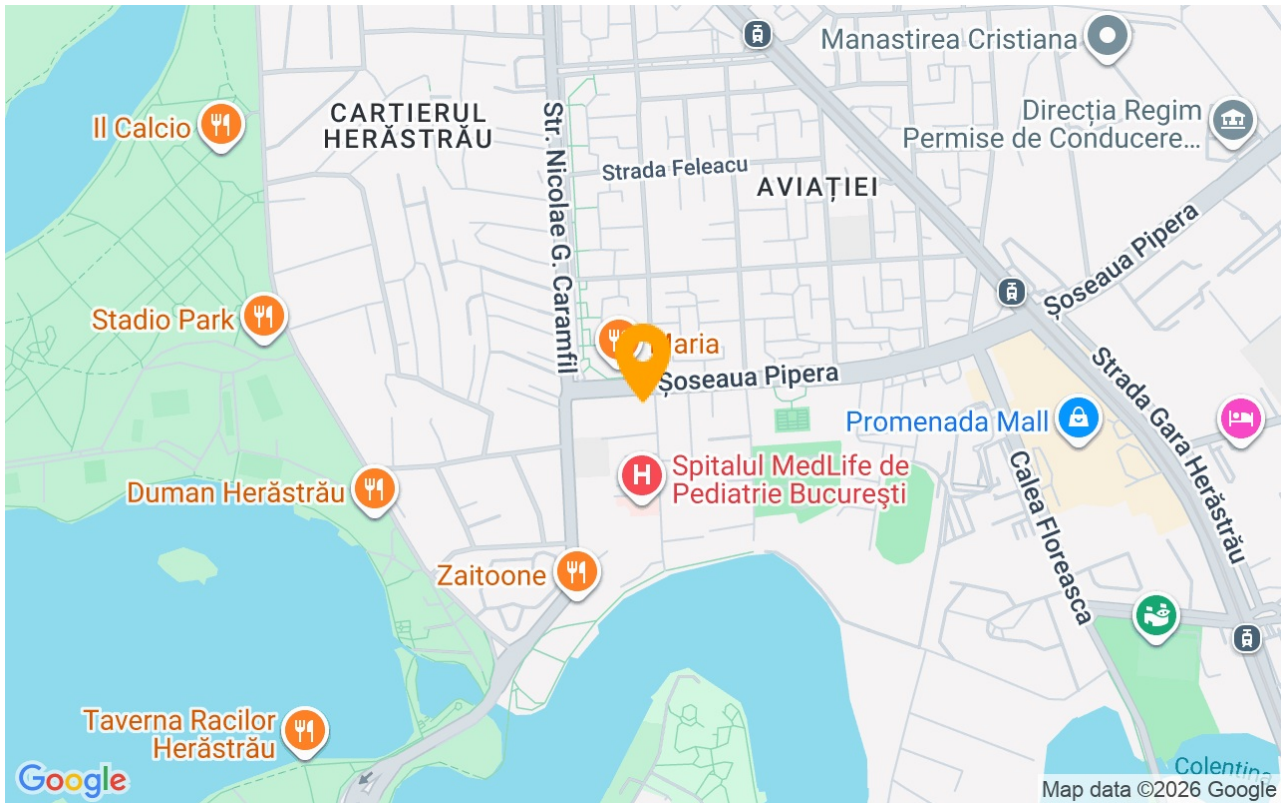 Manastirea Cristiana
Il Calcio
CARTIERUL
HERĂSTRĂU
Str. Nicolae G. Caramfil
Direcția Regim
Permise de Conducere...
Strada Feleacu
AVIAȚIEI
Șoseaua Pipera
Stadio Park
Maria
Șoseaua Pipera
Strada Gara Herăstrău
Promenada Mall
Calea Floreasca
Spitalul MedLife de
Pediatrie Bucureşti
Duman Herăstrău
Zaitoone
Taverna Racilor
Herăstrău
Colentina
Google
Map data ©2026 Google